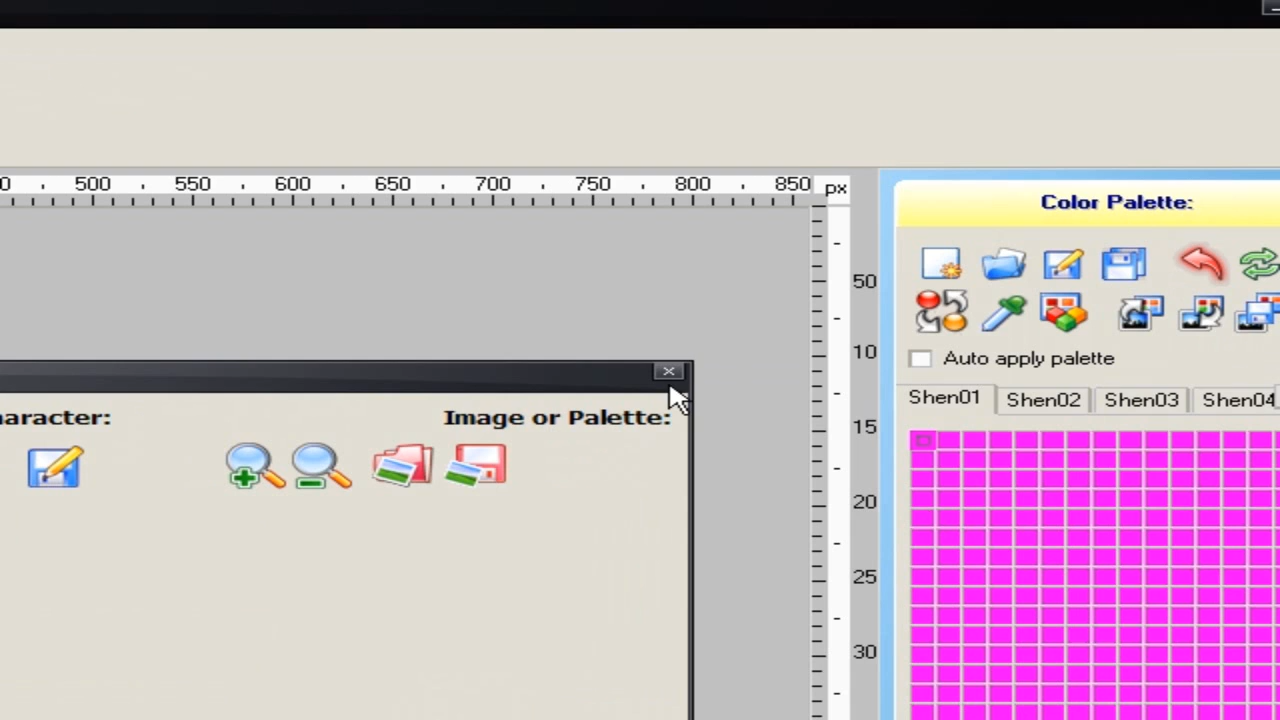 500 550 600 650 700 750 800 850 px
Color Palette:
50
10
Auto apply palette
Shen01 Shen02 Shen03 Shen04
15
aracter:
Image or Palette:
20
25
30